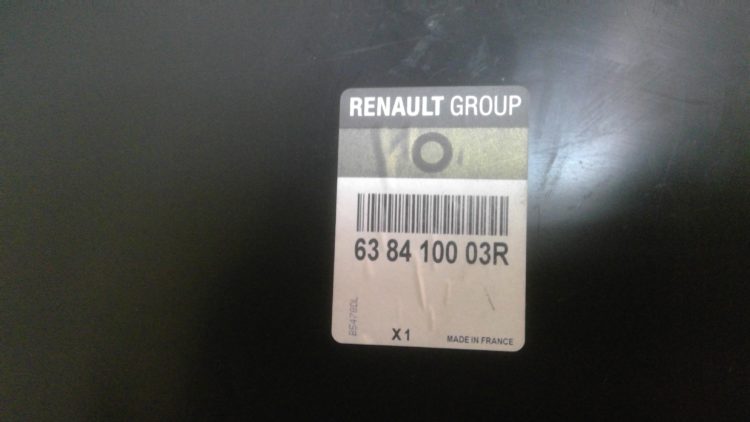 RENAULT GROUP
63 84 100 03R
X1
MADE IN FRANCE